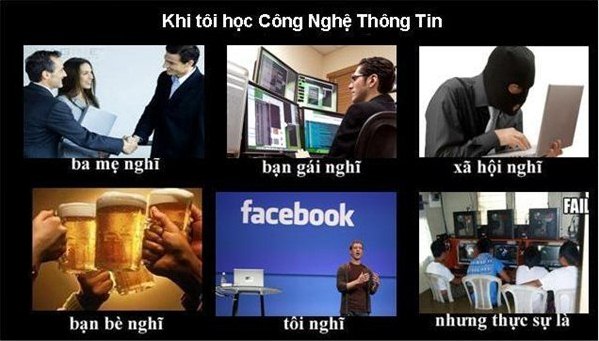 Khi tôi học Công Nghệ Thông Tin
ba mẹ nghĩ
bạn gái nghĩ
xã hội nghĩ
facebook
FAIL
bạn bè nghĩ
tôi nghĩ
nhưng thực sự là